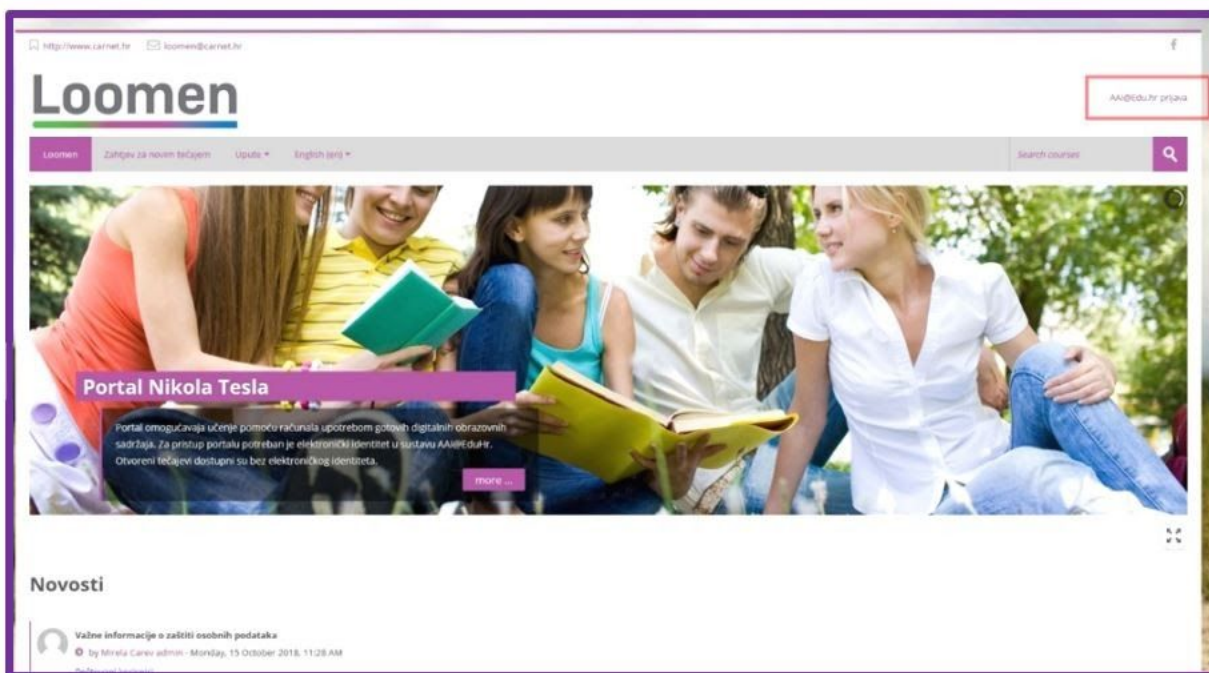 http://www.carnet.hr loomen@carnet.hr
f
Loomen
AAI@Edu.hr prijava
Loomen Zahtjev za novim tečajem Upute English (en) Search courses
Portal Nikola Tesla
Portal omogućavaja učenje pomoću računala upotrebom gotovih digitalnih obrazovnih
sadržaja. Za pristup portalu potreban je elektronički identitet u sustavu AAI@EduHr.
Otvoreni tečajevi dostupni su bez elektroničkog identiteta.
more ...
Novosti
Važne informacije o zaštiti osobnih podataka
by Mirela Carev admin - Monday, 15 October 2018, 11:28 AM